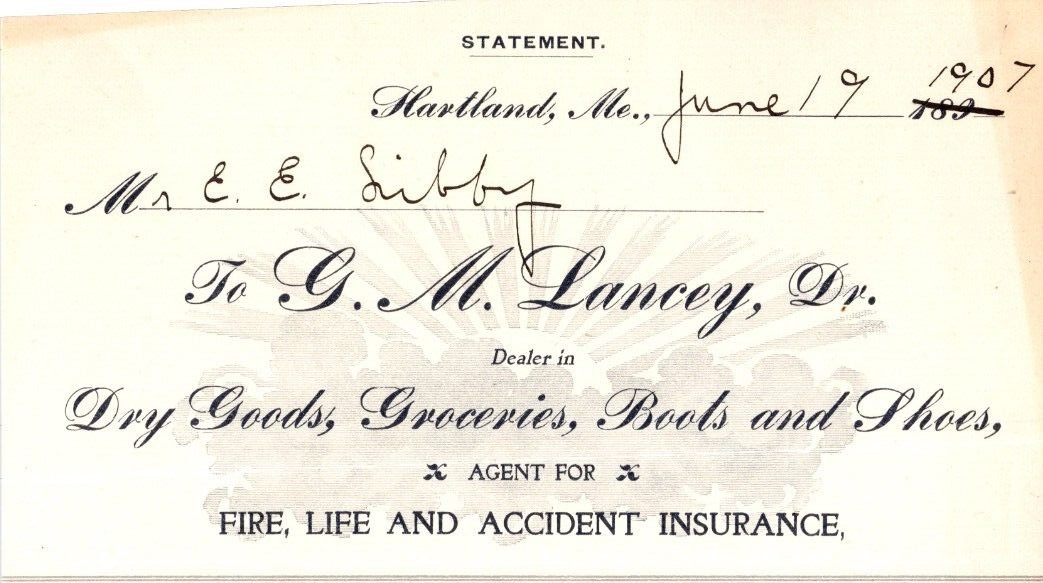 STATEMENT.
Hartland, Me., June 19 1907 189
Mr E. E. Libby
To G. M. Lancey, Dr.
Dealer in
Dry Goods, Groceries, Boots and Shoes,
AGENT FOR
FIRE, LIFE AND ACCIDENT INSURANCE,